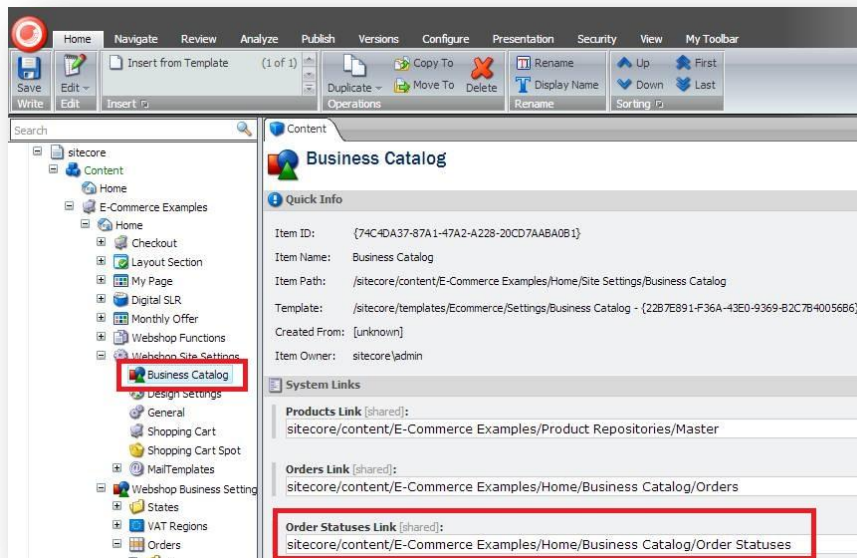 Home Navigate Review Analyze Publish Versions Configure Presentation Security View My Toolbar
Save Edit Insert from Template (1 of 1) Duplicate Copy To Move To Delete Rename Display Name Up Down First Last
Write Edit Insert Operations Rename Sorting
Search
sitecore
Content
Home
E-Commerce Examples
Home
Checkout
Layout Section
My Page
Digital SLR
Monthly Offer
Webshop Functions
Webshop Site Settings
Business Catalog
Design Settings
General
Shopping Cart
Shopping Cart Spot
MailTemplates
Webshop Business Setting
States
VAT Regions
Orders
Content
Business Catalog
Quick Info
Item ID: {74C4DA37-87A1-47A2-A228-20CD7AABA0B1}
Item Name: Business Catalog
Item Path: /sitecore/content/E-Commerce Examples/Home/Site Settings/Business Catalog
Template: /sitecore/templates/Ecommerce/Settings/Business Catalog - {22B7E891-F36A-43E0-9369-B2C7B40056B6}
Created From: [unknown]
Item Owner: sitecore\admin
System Links
Products Link [shared]:
sitecore/content/E-Commerce Examples/Product Repositories/Master
Orders Link [shared]:
sitecore/content/E-Commerce Examples/Home/Business Catalog/Orders
Order Statuses Link [shared]:
sitecore/content/E-Commerce Examples/Home/Business Catalog/Order Statuses